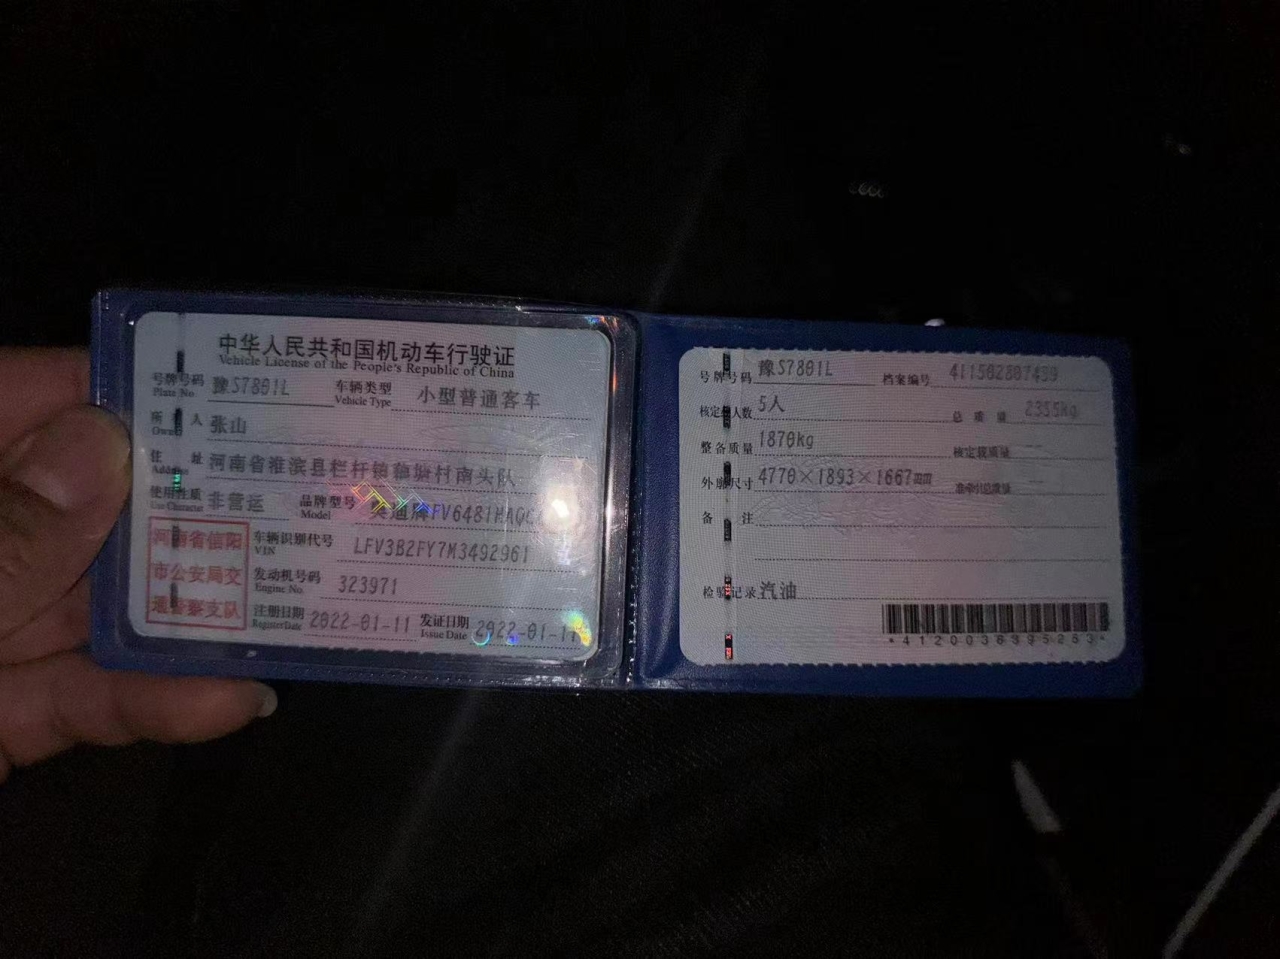 中华人民共和国机动车行驶证
Vehicle License of the People's Republic of China
号牌号码 豫S7801L 车辆类型 小型普通客车
Plate No Vehicle Type
所 人 张山
Owner
住 址 河南省淮滨县栏杆镇 村南头队
Address
使用性质 非营运 品牌型号 FV6481HAQC
Use Character Model
河南省信阳
市公安局交
通警察支队
车辆识别代号 LFV3B2FY7M3492961
VIN
发动机号码 323971
Engine No.
注册日期 2022-01-11 发证日期 2022-01-11
Register Date Issue Date
号牌号码 豫S7801L 档案编号 411502807459
核定 人数 5人 总质量 2355kg
整备质量 1870kg 核定载质量
外廓尺寸 4770×1893×1667mm 准牵引总质量
备 注
检验记录 汽油
*4120038395263*